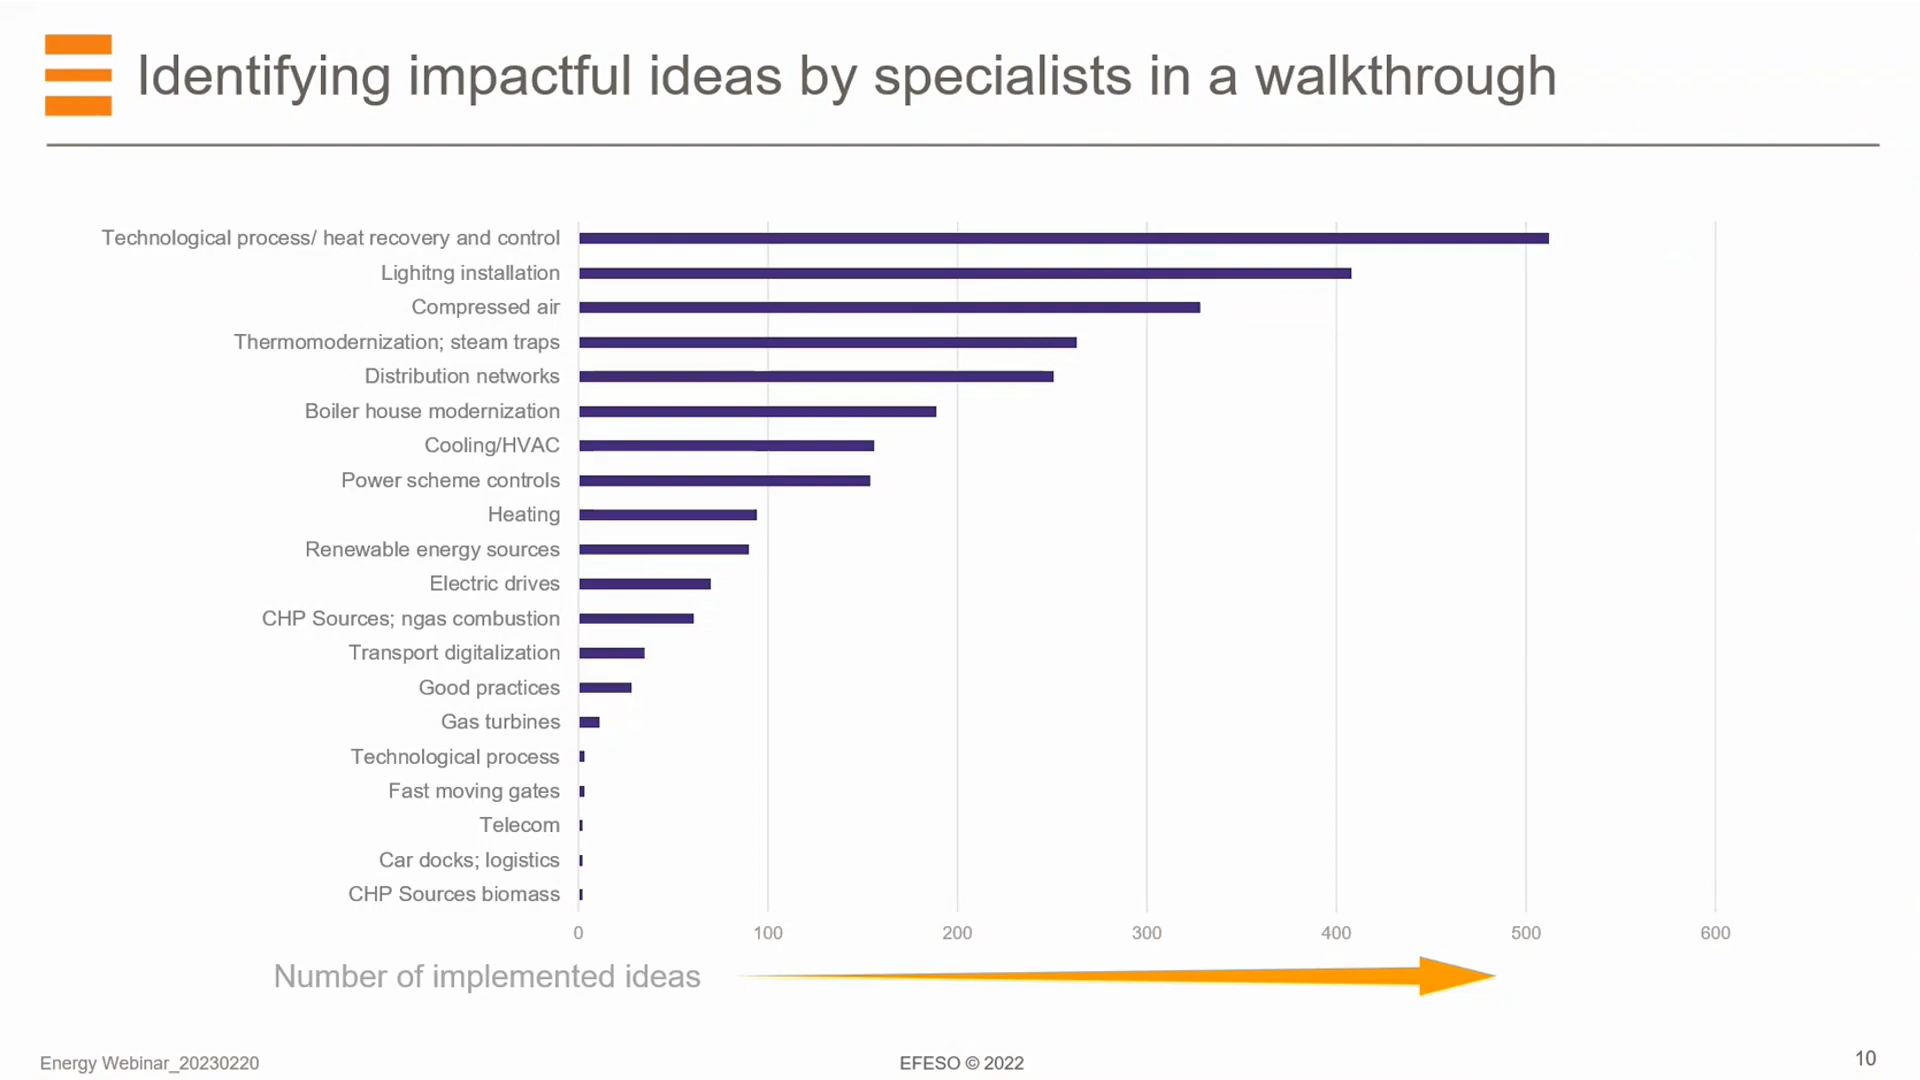 Identifying impactful ideas by specialists in a walkthrough
Technological process/ heat recovery and control
Lighitng installation
Compressed air
Thermomodernization; steam traps
Distribution networks
Boiler house modernization
Cooling/HVAC
Power scheme controls
Heating
Renewable energy sources
Electric drives
CHP Sources; ngas combustion
Transport digitalization
Good practices
Gas turbines
Technological process
Fast moving gates
Telecom
Car docks; logistics
CHP Sources biomass
0 100 200 300 400 500 600
Number of implemented ideas
Energy Webinar_20230220
EFESO © 2022
10